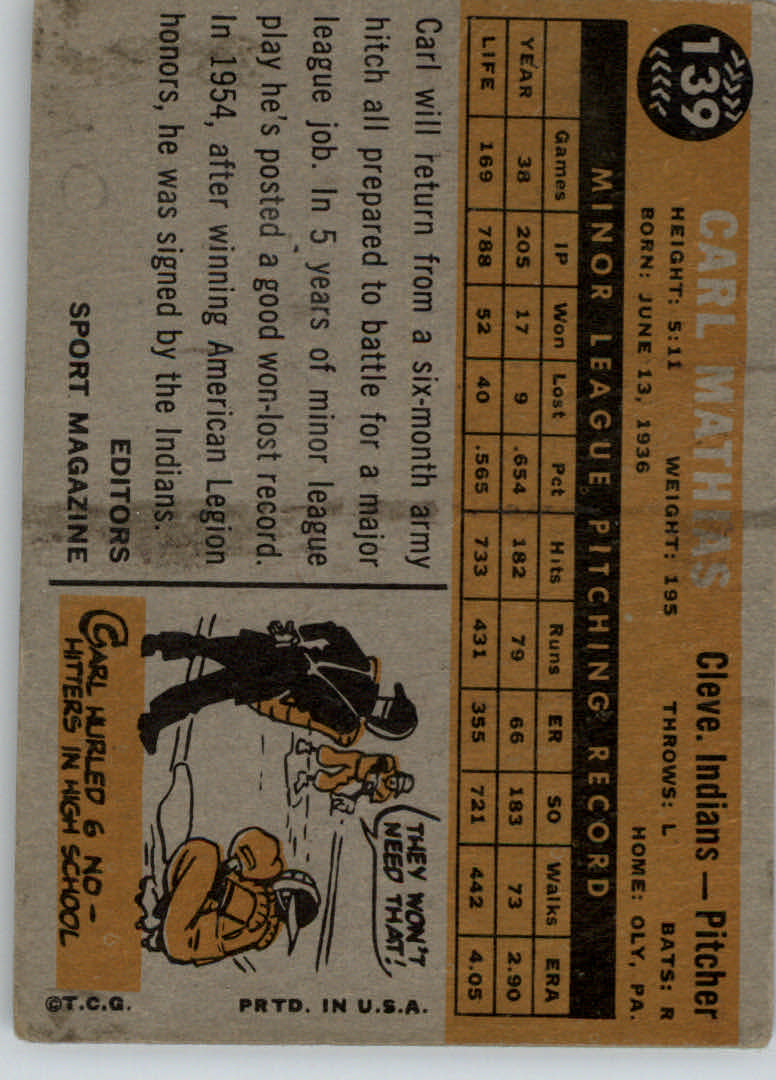 139
CARL MATHIAS Cleve. Indians — Pitcher
HEIGHT: 5:11 WEIGHT: 195 THROWS: L BATS: R
BORN: JUNE 13, 1936 HOME: OLY, PA.
MINOR LEAGUE PITCHING RECORD
Games IP Won Lost Pct Hits Runs ER SO Walks ERA
YEAR 38 205 17 9 .654 182 79 66 183 73 2.90
LIFE 169 788 52 40 .565 733 431 355 721 442 4.05
Carl will return from a six-month army
hitch all prepared to battle for a major
league job. In 5 years of minor league
play he's posted a good won-lost record.
In 1954, after winning American Legion
honors, he was signed by the Indians.
EDITORS
SPORT MAGAZINE
THEY WON'T
NEED THAT!
CARL HURLED 6 NO-
HITTERS IN HIGH SCHOOL
©T.C.G. PRTD. IN U.S.A.